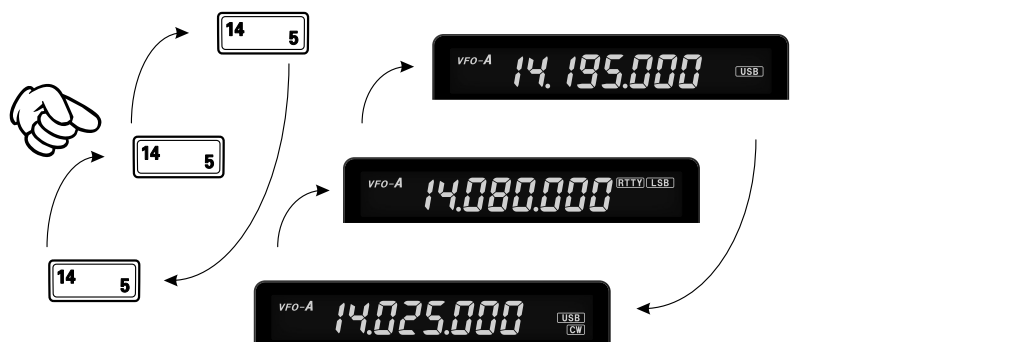 14 5
VFO-A 14.195.000 USB
14 5
VFO-A 14.080.000 RTTY LSB
14 5
VFO-A 14.025.000 USB
CW